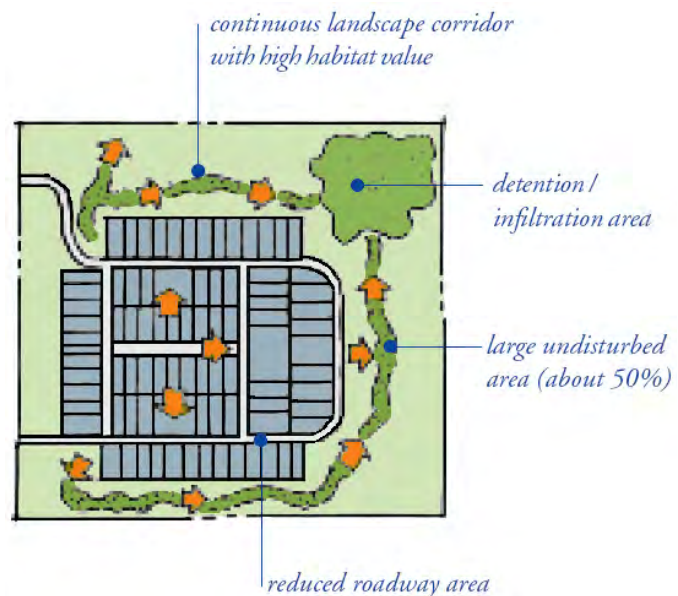 continuous landscape corridor
with high habitat value
detention /
infiltration area
large undisturbed
area (about 50%)
reduced roadway area